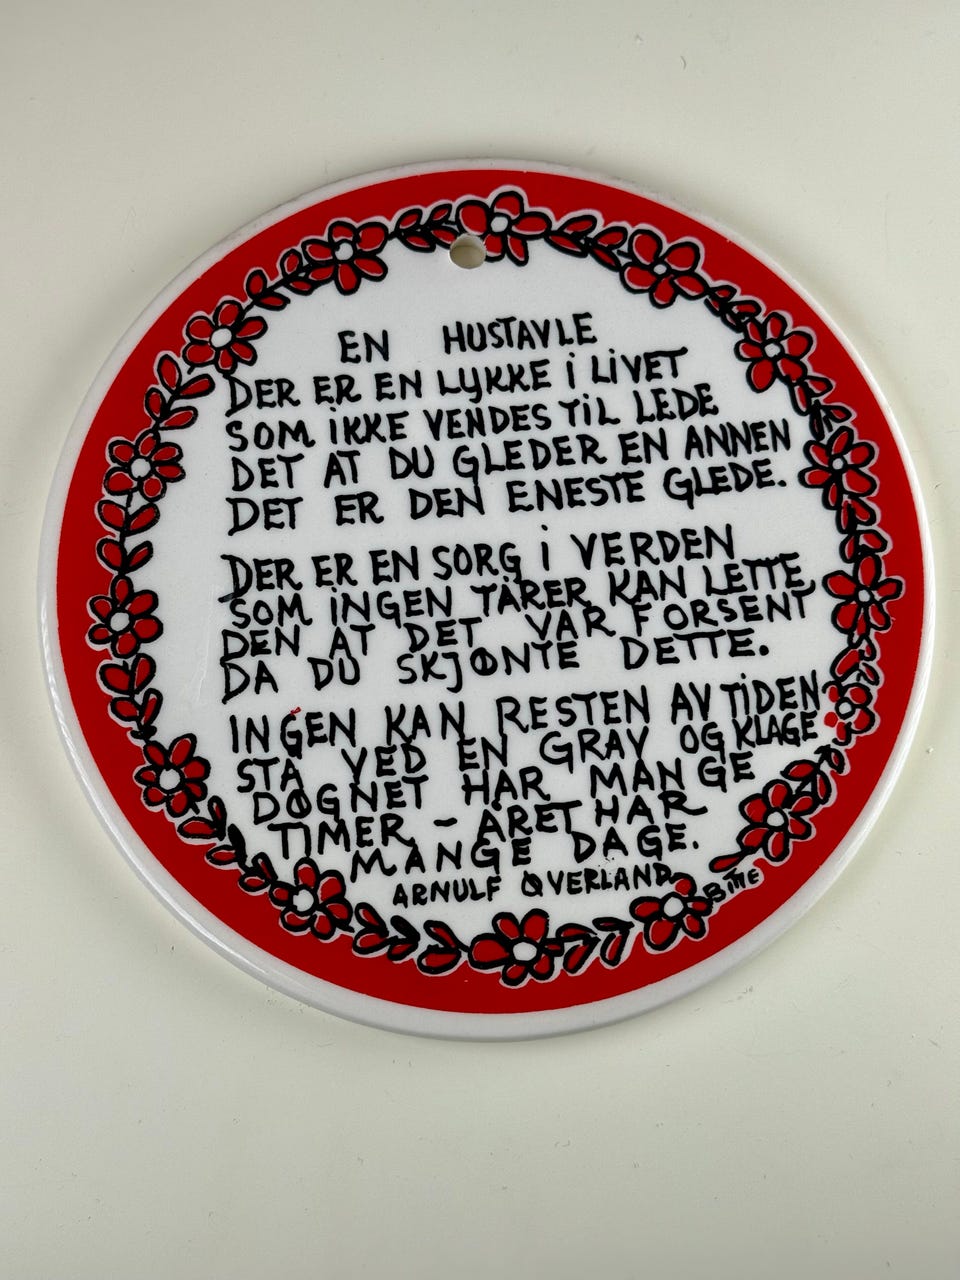 EN HUSTAVLE
DER ER EN LYKKE I LIVET
SOM IKKE VENDES TIL LEDE
DET AT DU GLEDER EN ANNEN
DET ER DEN ENESTE GLEDE.
DER ER EN SORG I VERDEN
SOM INGEN TÅRER KAN LETTE
DEN AT DET VAR FORSENT
DA DU SKJØNTE DETTE.
INGEN KAN RESTEN AV TIDEN
STÅ VED EN GRAV OG KLAGE
DØGNET HAR MANGE
TIMER - ÅRET HAR
MANGE DAGE.
ARNULF ØVERLAND
BITTE